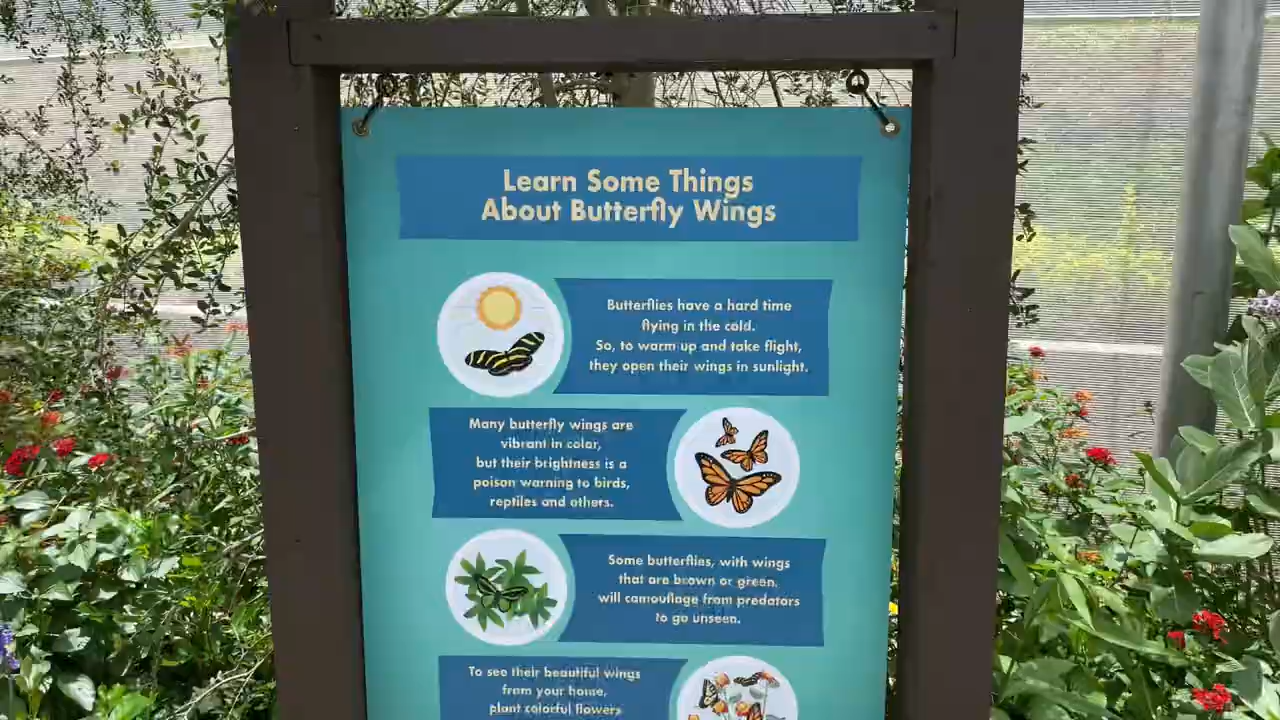 Learn Some Things
About Butterfly Wings
Butterflies have a hard time
flying in the cold.
So, to warm up and take flight,
they open their wings in sunlight.
Many butterfly wings are
vibrant in color,
but their brightness is a
poison warning to birds,
reptiles and others.
Some butterflies, with wings
that are brown or green,
will camouflage from predators
to go unseen.
To see their beautiful wings
from your home,
plant colorful flowers